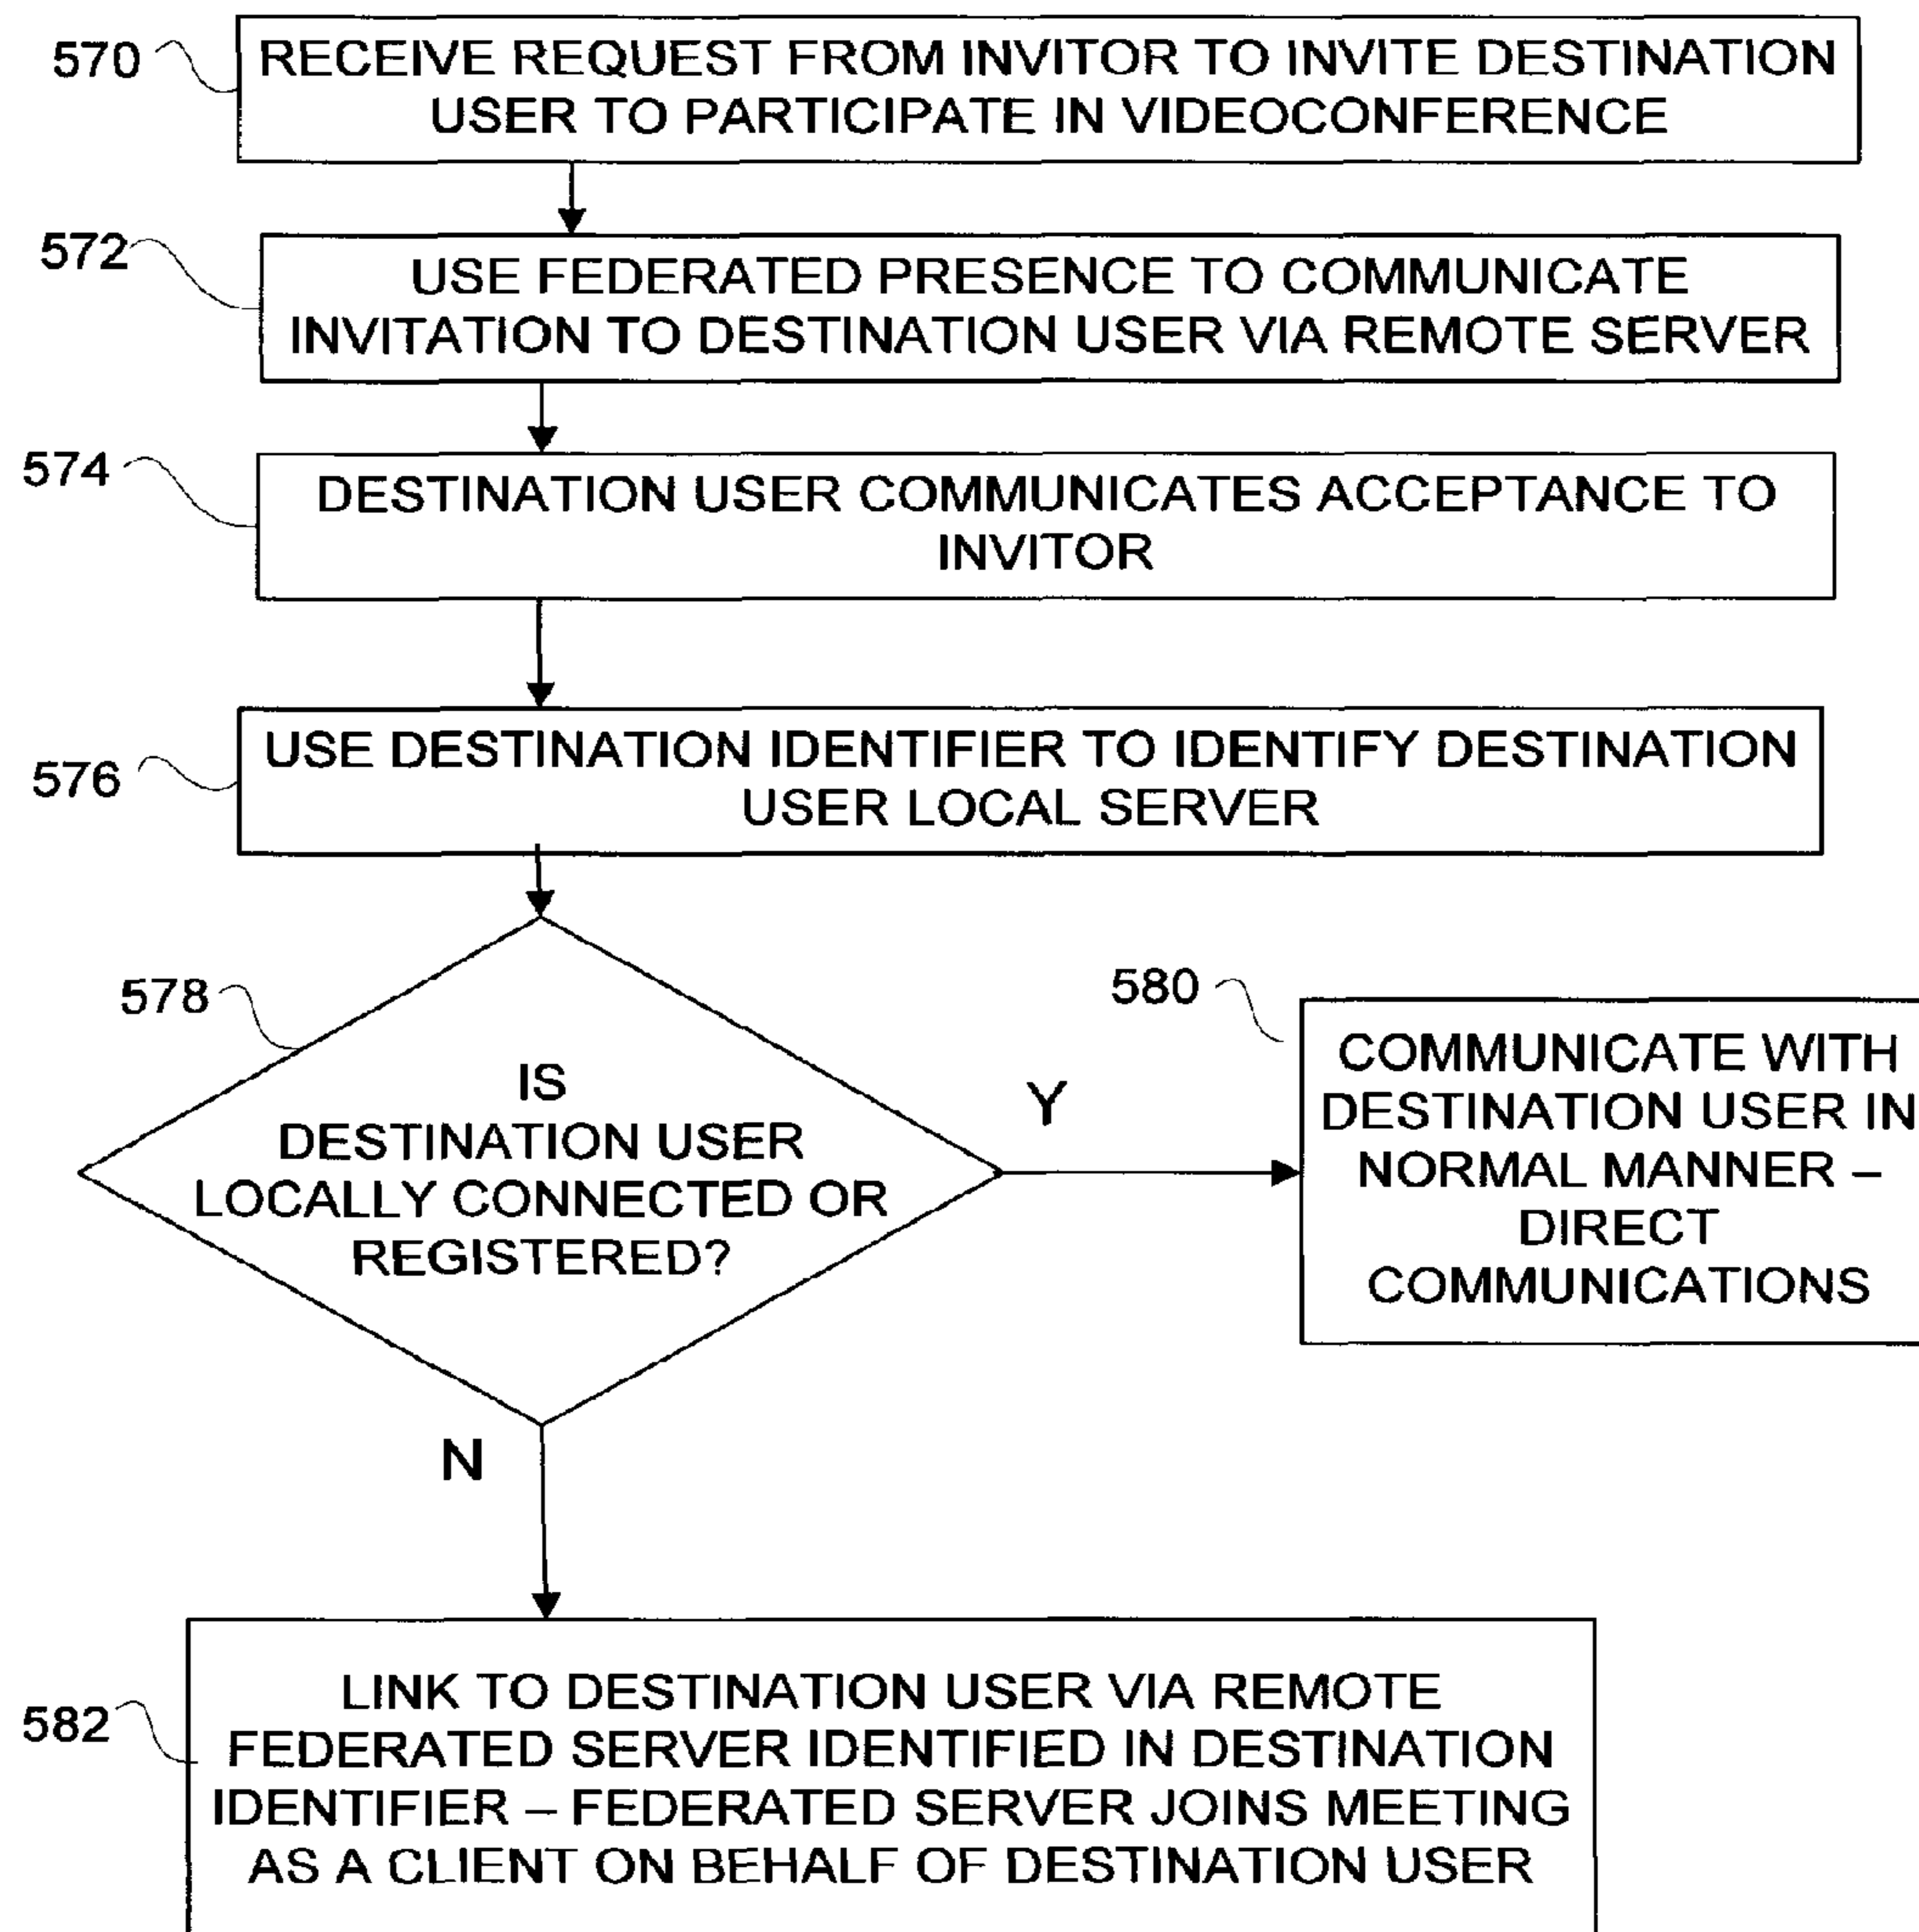 570
RECEIVE REQUEST FROM INVITOR TO INVITE DESTINATION
USER TO PARTICIPATE IN VIDEOCONFERENCE
572
USE FEDERATED PRESENCE TO COMMUNICATE
INVITATION TO DESTINATION USER VIA REMOTE SERVER
574
DESTINATION USER COMMUNICATES ACCEPTANCE TO
INVITOR
576
USE DESTINATION IDENTIFIER TO IDENTIFY DESTINATION
USER LOCAL SERVER
578
IS
DESTINATION USER
LOCALLY CONNECTED OR
REGISTERED?
Y
580
COMMUNICATE WITH
DESTINATION USER IN
NORMAL MANNER –
DIRECT
COMMUNICATIONS
N
582
LINK TO DESTINATION USER VIA REMOTE
FEDERATED SERVER IDENTIFIED IN DESTINATION
IDENTIFIER – FEDERATED SERVER JOINS MEETING
AS A CLIENT ON BEHALF OF DESTINATION USER